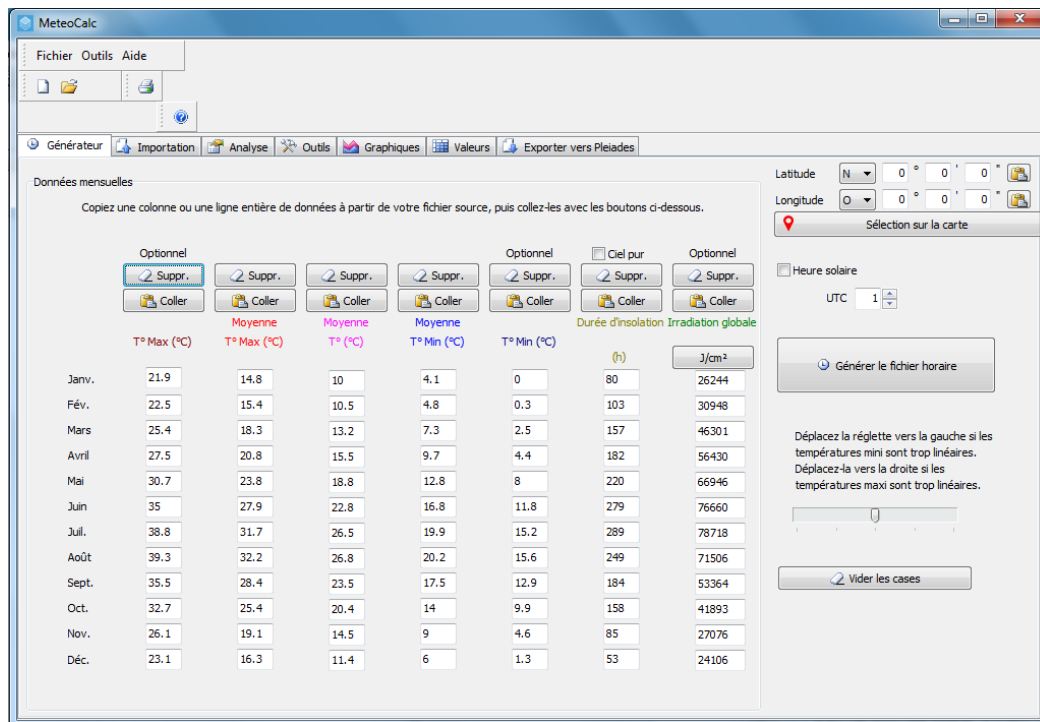 MeteoCalc
Fichier Outils Aide
Générateur Importation Analyse Outils Graphiques Valeurs Exporter vers Pleiades
Données mensuelles
Copiez une colonne ou une ligne entière de données à partir de votre fichier source, puis collez-les avec les boutons ci-dessous.
Optionnel Optionnel Ciel pur Optionnel
Suppr. Suppr. Suppr. Suppr. Suppr. Suppr. Suppr.
Coller Coller Coller Coller Coller Coller Coller
Moyenne Moyenne Moyenne Durée d'insolation Irradiation globale
T° Max (°C) T° Max (°C) T° (°C) T° Min (°C) T° Min (°C)
(h) J/cm²
Janv. 21.9 14.8 10 4.1 0 80 26244
Fév. 22.5 15.4 10.5 4.8 0.3 103 30948
Mars 25.4 18.3 13.2 7.3 2.5 157 46301
Avril 27.5 20.8 15.5 9.7 4.4 182 56430
Mai 30.7 23.8 18.8 12.8 8 220 66946
Juin 35 27.9 22.8 16.8 11.8 279 76660
Juil. 38.8 31.7 26.5 19.9 15.2 289 78718
Août 39.3 32.2 26.8 20.2 15.6 249 71506
Sept. 35.5 28.4 23.5 17.5 12.9 184 53364
Oct. 32.7 25.4 20.4 14 9.9 158 41893
Nov. 26.1 19.1 14.5 9 4.6 85 27076
Déc. 23.1 16.3 11.4 6 1.3 53 24106
Latitude N 0 ° 0 ' 0 "
Longitude O 0 ° 0 ' 0 "
Sélection sur la carte
Heure solaire
UTC 1
Générer le fichier horaire
Déplacez la réglette vers la gauche si les
températures mini sont trop linéaires.
Déplacez-la vers la droite si les
températures maxi sont trop linéaires.
Vider les cases